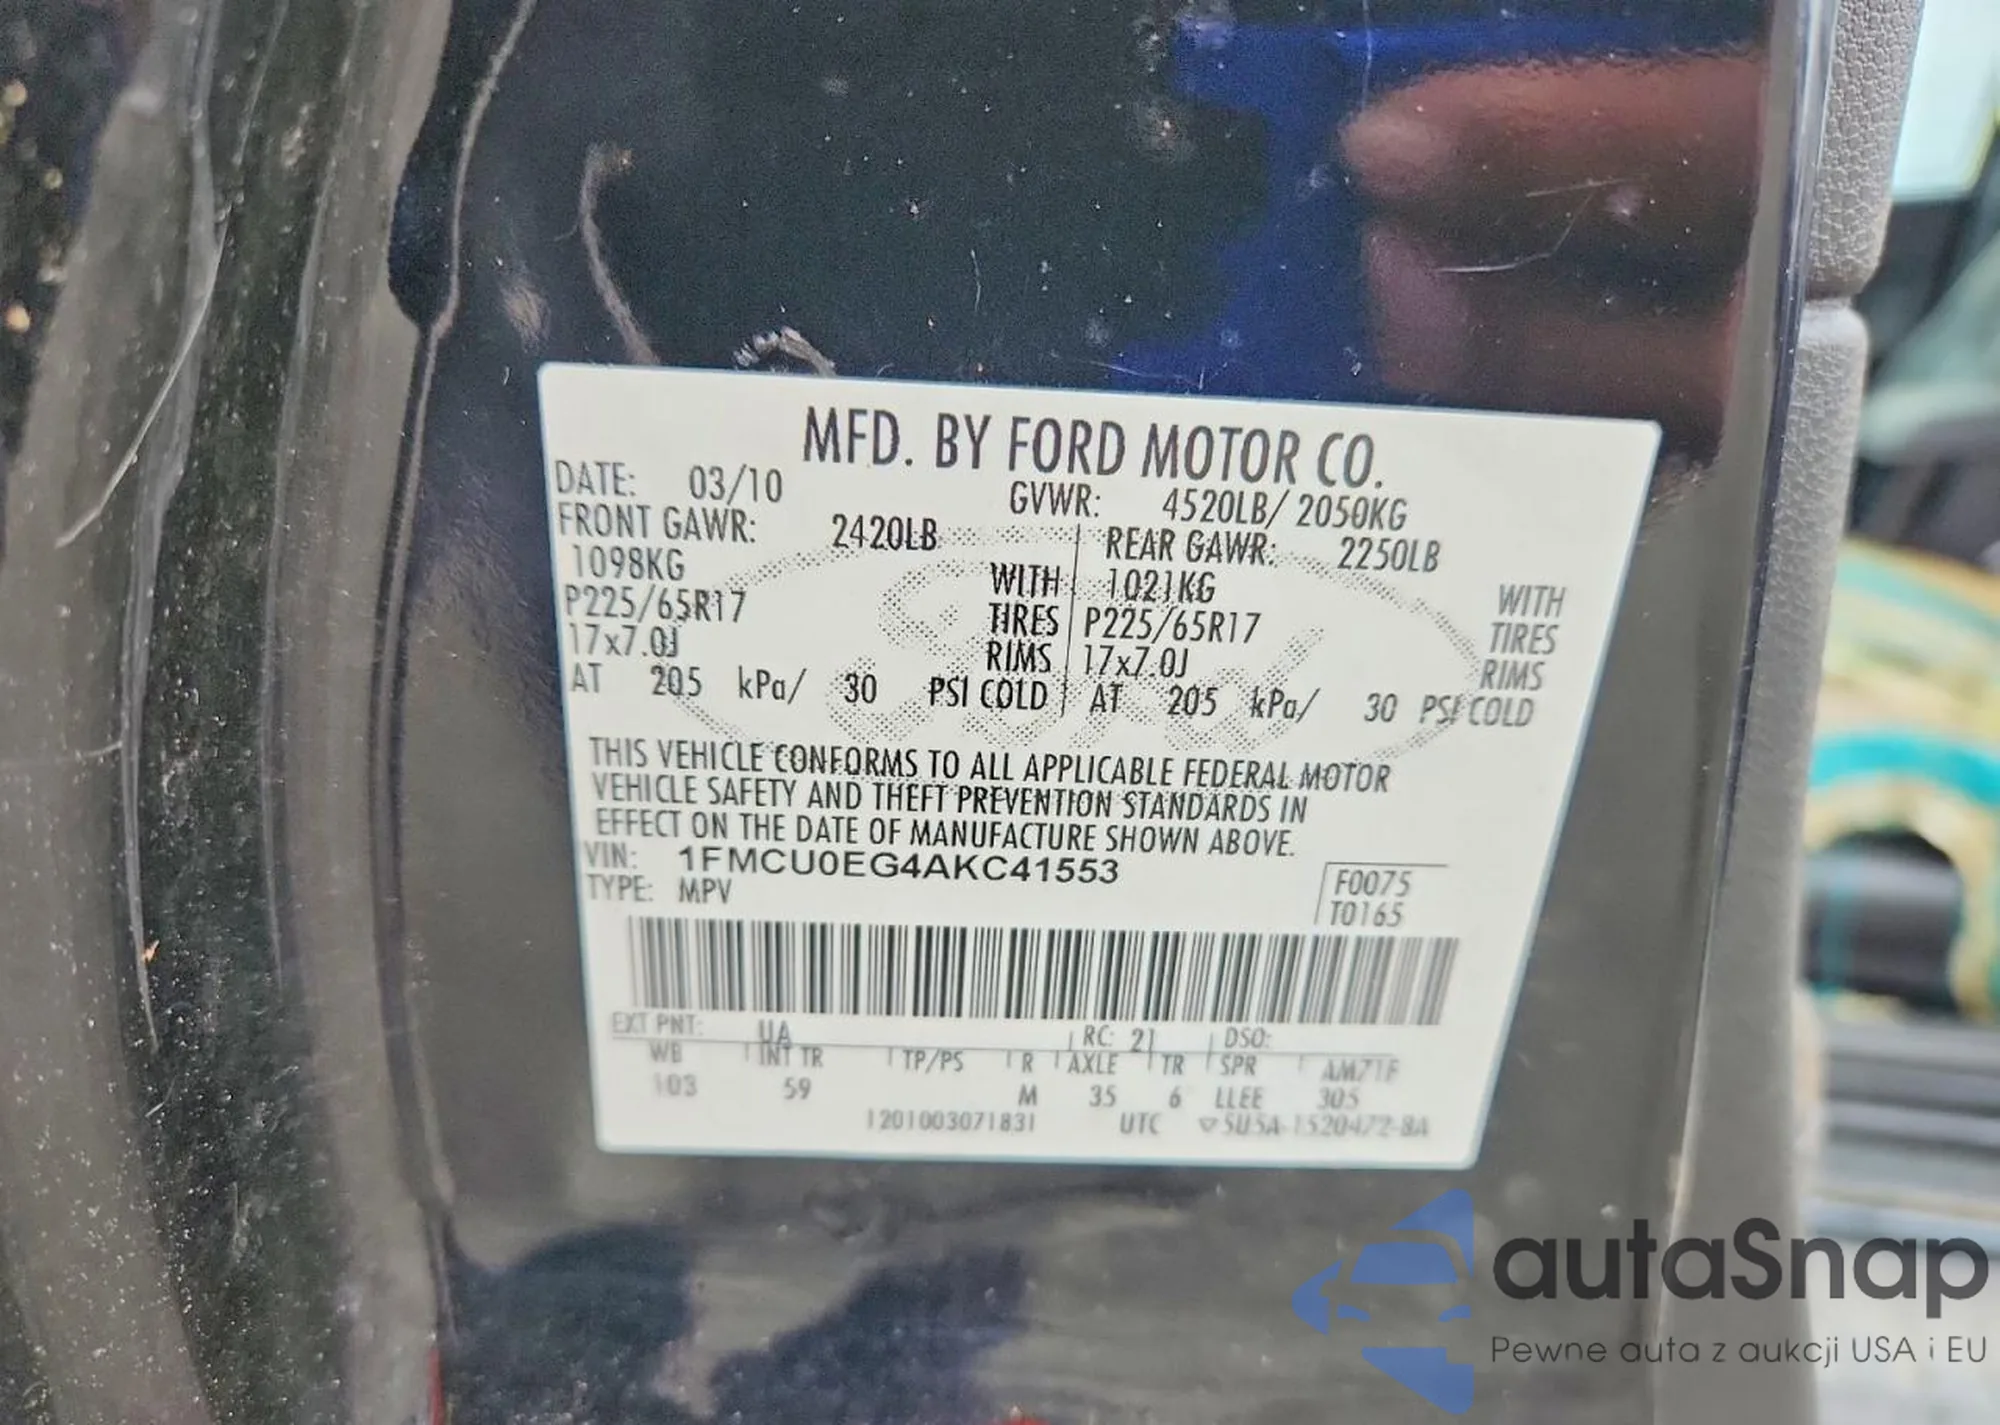 MFD. BY FORD MOTOR CO.
DATE: 03/10 GVWR: 4520LB/ 2050KG
FRONT GAWR: 2420LB REAR GAWR: 2250LB
1098KG WITH 1021KG WITH
P225/65R17 TIRES P225/65R17 TIRES
17x7.0J RIMS 17x7.0J RIMS
AT 205 kPa/ 30 PSI COLD AT 205 kPa/ 30 PSI COLD
THIS VEHICLE CONFORMS TO ALL APPLICABLE FEDERAL MOTOR
VEHICLE SAFETY AND THEFT PREVENTION STANDARDS IN
EFFECT ON THE DATE OF MANUFACTURE SHOWN ABOVE.
VIN: 1FMCU0EG4AKC41553
TYPE: MPV
F0075
T0165
EXT PNT: UA RC: 21 DSO:
WB INT TR TP/PS R AXLE TR SPR AM71F
103 59 M 35 6 LLEE 305
1201003071831 UTC ▽5U5A-1520472-BA
autaSnap
Pewne auta z aukcji USA i EU